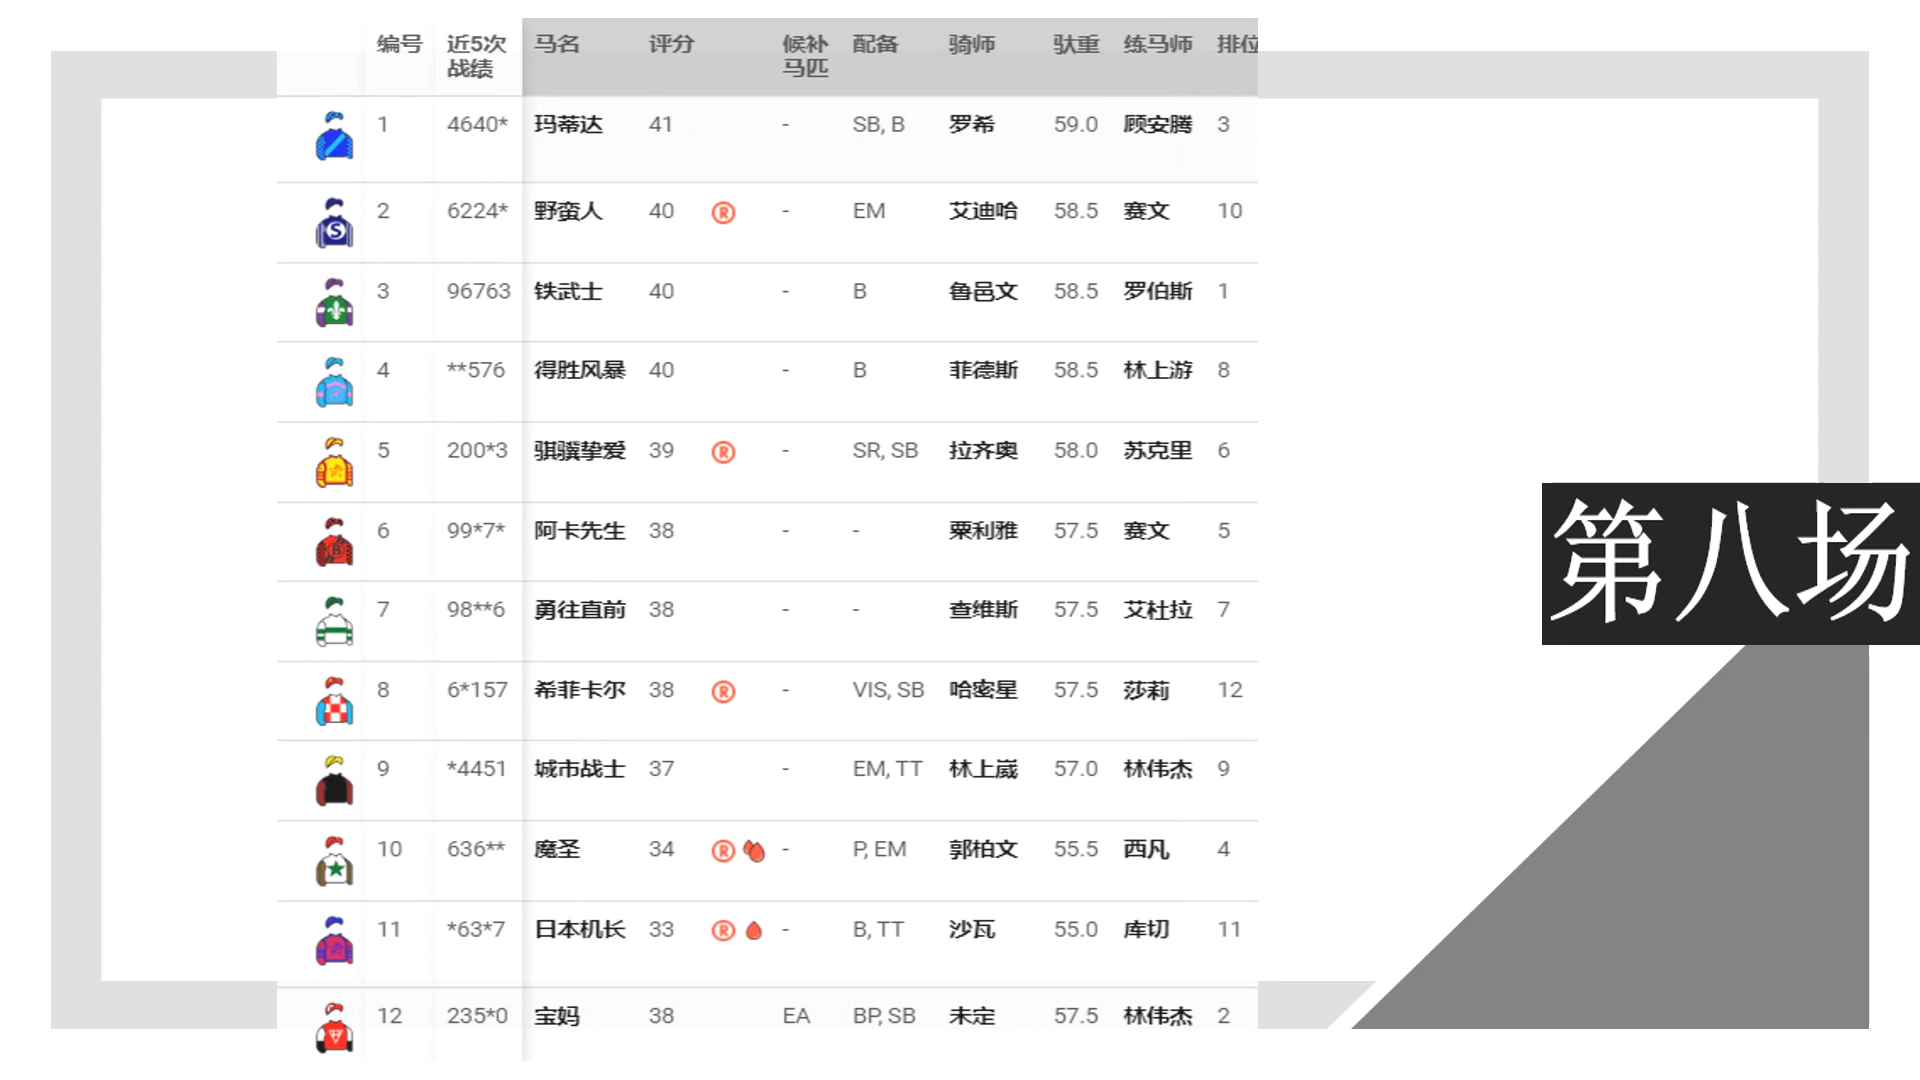 编号 近5次战绩 马名 评分 候补马匹 配备 骑师 驮重 练马师 排位
1 4640* 玛蒂达 41 - SB, B 罗希 59.0 顾安腾 3
2 6224* 野蛮人 40 R - EM 艾迪哈 58.5 赛文 10
3 96763 铁武士 40 - B 鲁邑文 58.5 罗伯斯 1
4 **576 得胜风暴 40 - B 菲德斯 58.5 林上游 8
5 200*3 骐骥挚爱 39 R - SR, SB 拉齐奥 58.0 苏克里 6
6 99*7* 阿卡先生 38 - - 粟利雅 57.5 赛文 5
7 98**6 勇往直前 38 - - 查维斯 57.5 艾杜拉 7
8 6*157 希菲卡尔 38 R - VIS, SB 哈密星 57.5 莎莉 12
9 *4451 城市战士 37 - EM, TT 林上崴 57.0 林伟杰 9
10 636** 魔圣 34 R - P, EM 郭柏文 55.5 西凡 4
11 *63*7 日本机长 33 R - B, TT 沙瓦 55.0 库切 11
12 235*0 宝妈 38 EA BP, SB 未定 57.5 林伟杰 2
第八场